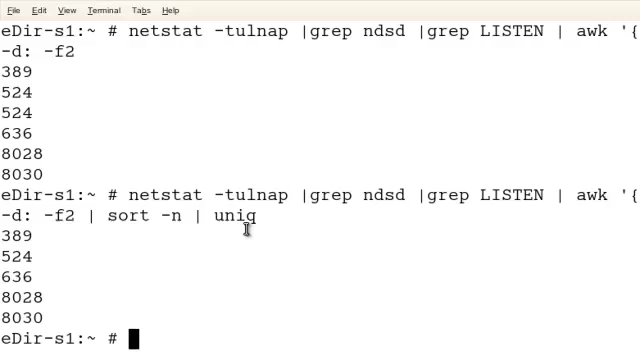 File Edit View Terminal Tabs Help
eDir-s1:~ # netstat -tulnap |grep ndsd |grep LISTEN | awk '{
-d: -f2
389
524
524
636
8028
8030
eDir-s1:~ # netstat -tulnap |grep ndsd |grep LISTEN | awk '{
-d: -f2 | sort -n | uniq
389
524
636
8028
8030
eDir-s1:~ #